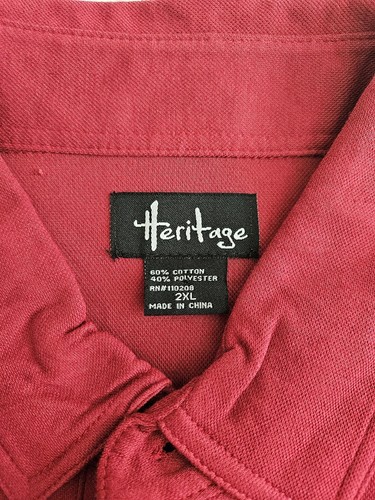 Heritage
60% COTTON
40% POLYESTER
RN#110208
2XL
MADE IN CHINA